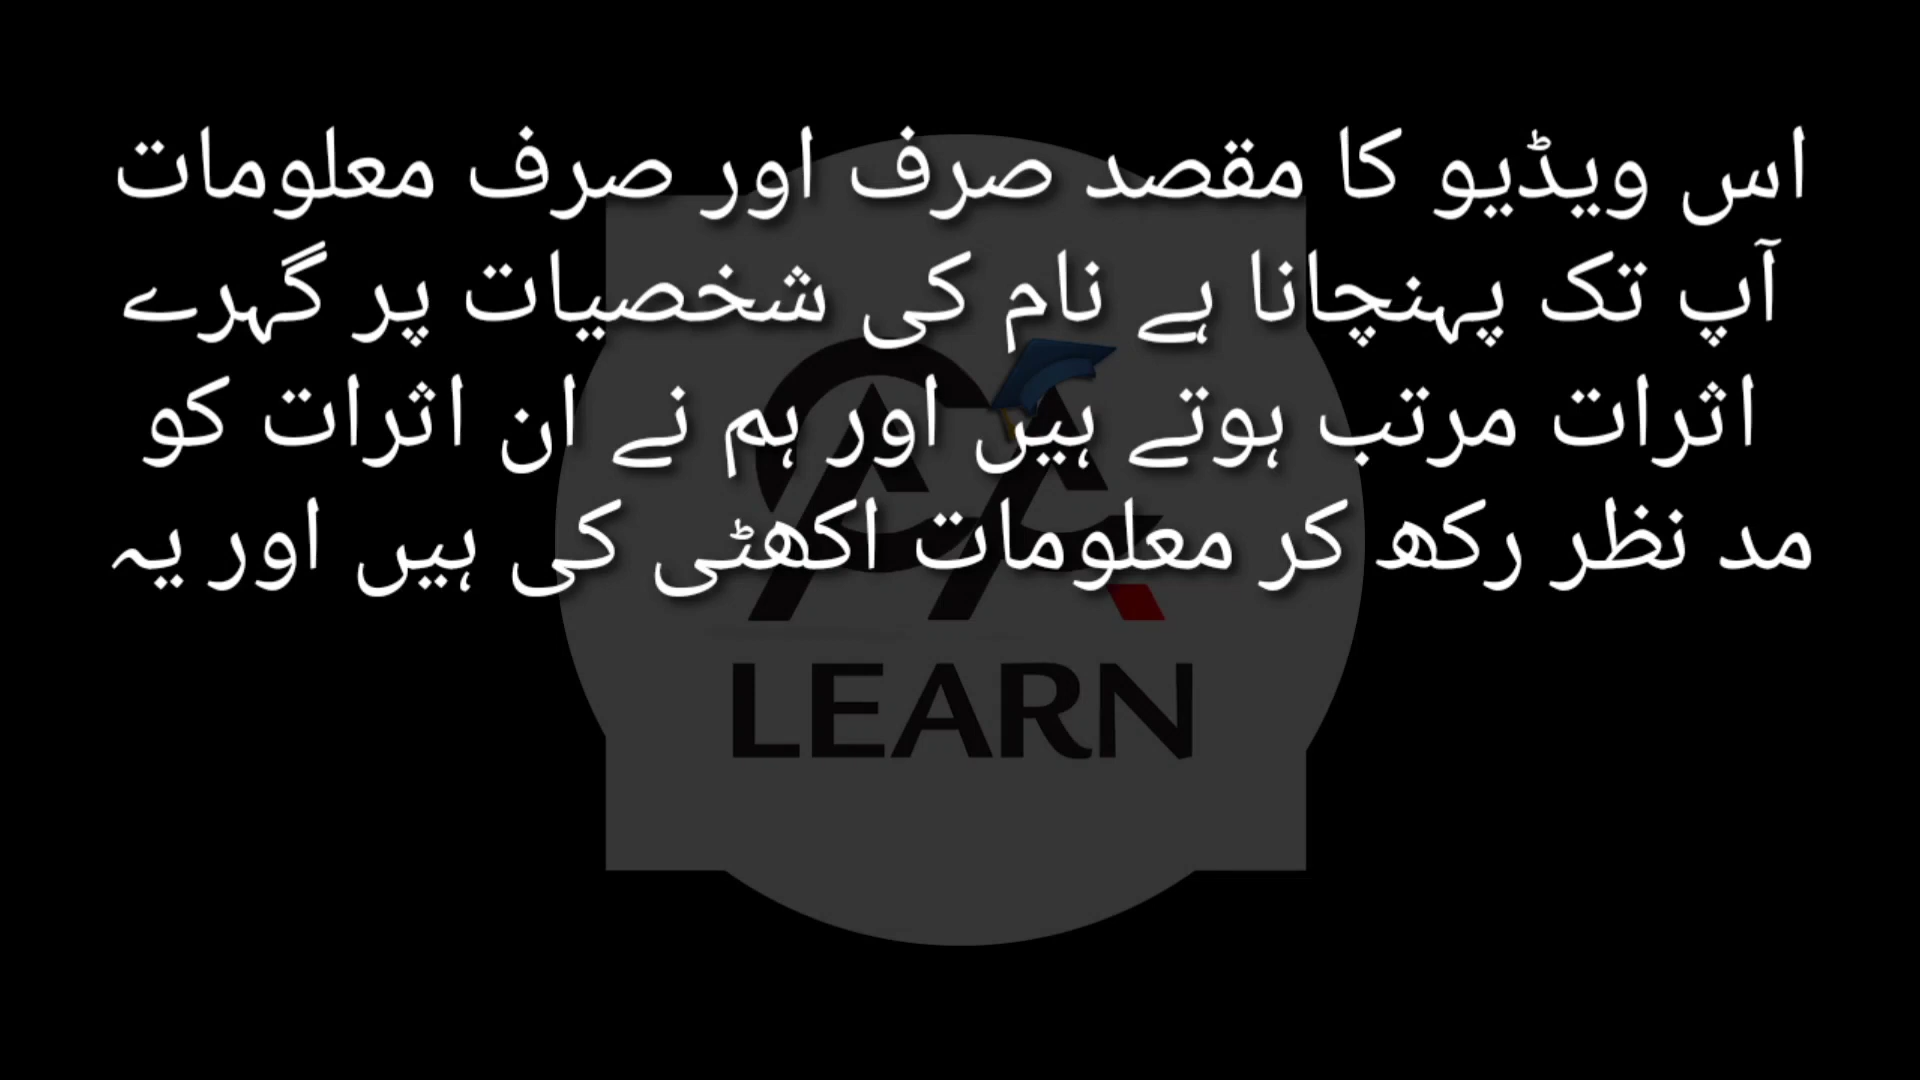 اس ویڈیو کا مقصد صرف اور صرف معلومات
آپ تک پہنچانا ہے نام کی شخصیات پر گہرے
اثرات مرتب ہوتے ہیں اور ہم نے ان اثرات کو
مد نظر رکھ کر معلومات اکھٹی کی ہیں اور یہ
LEARN